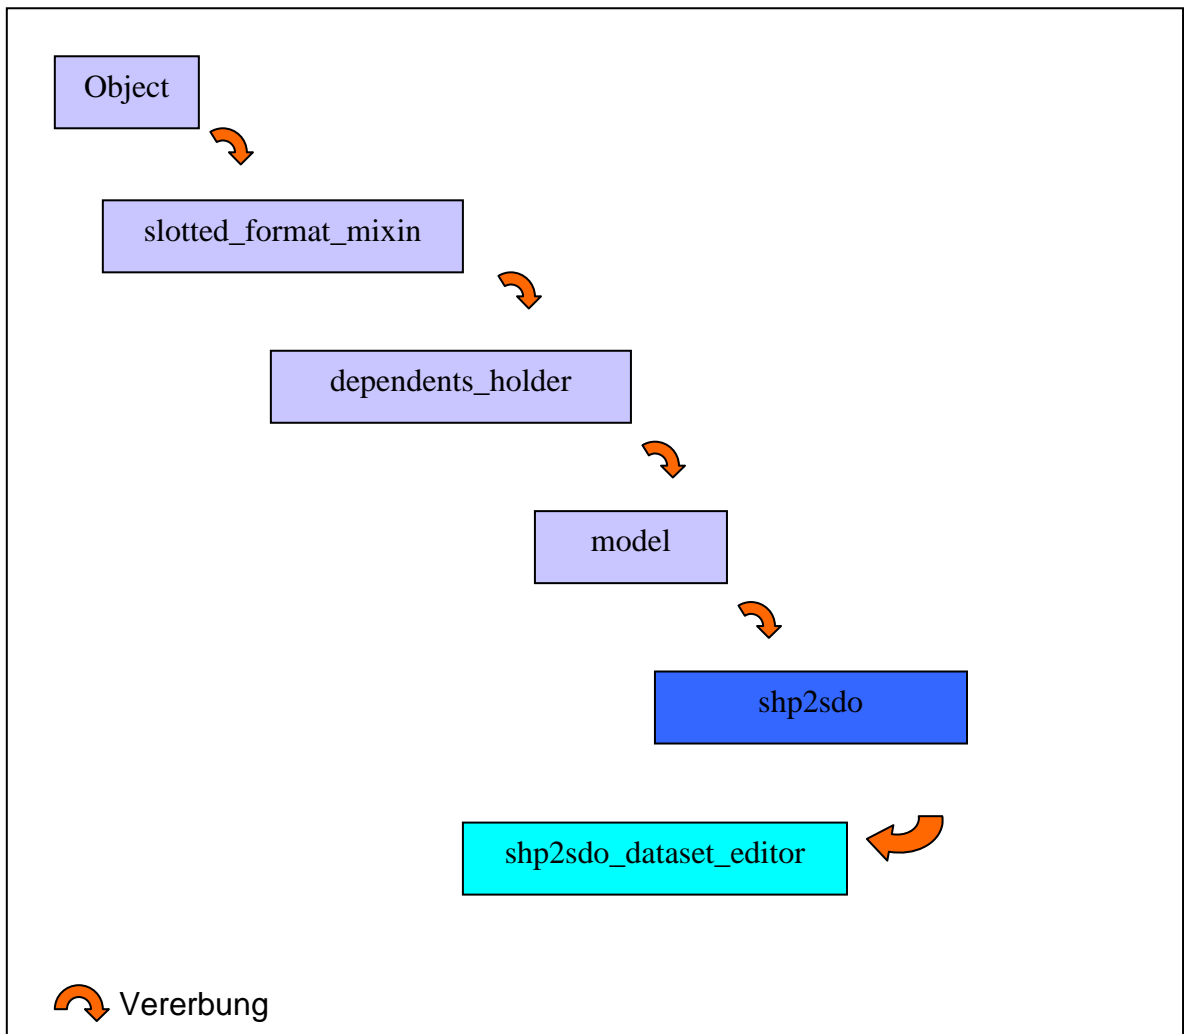 Object
slotted_format_mixin
dependents_holder
model
shp2sdo
shp2sdo_dataset_editor
Vererbung